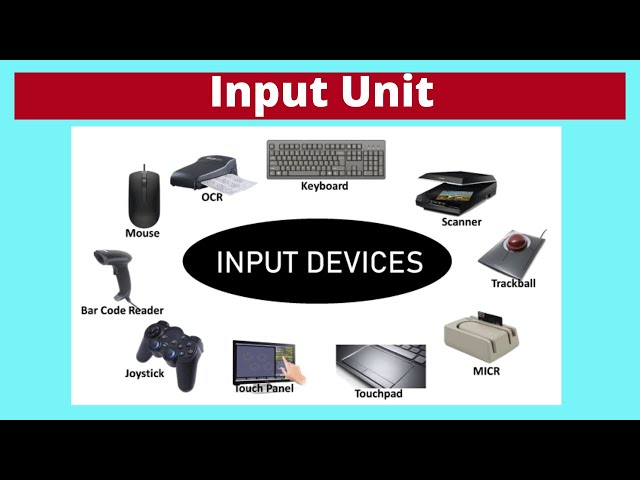 Input Unit
OCR
Keyboard
Mouse
Scanner
INPUT DEVICES
Trackball
Bar Code Reader
Joystick
Touch Panel
Touchpad
MICR